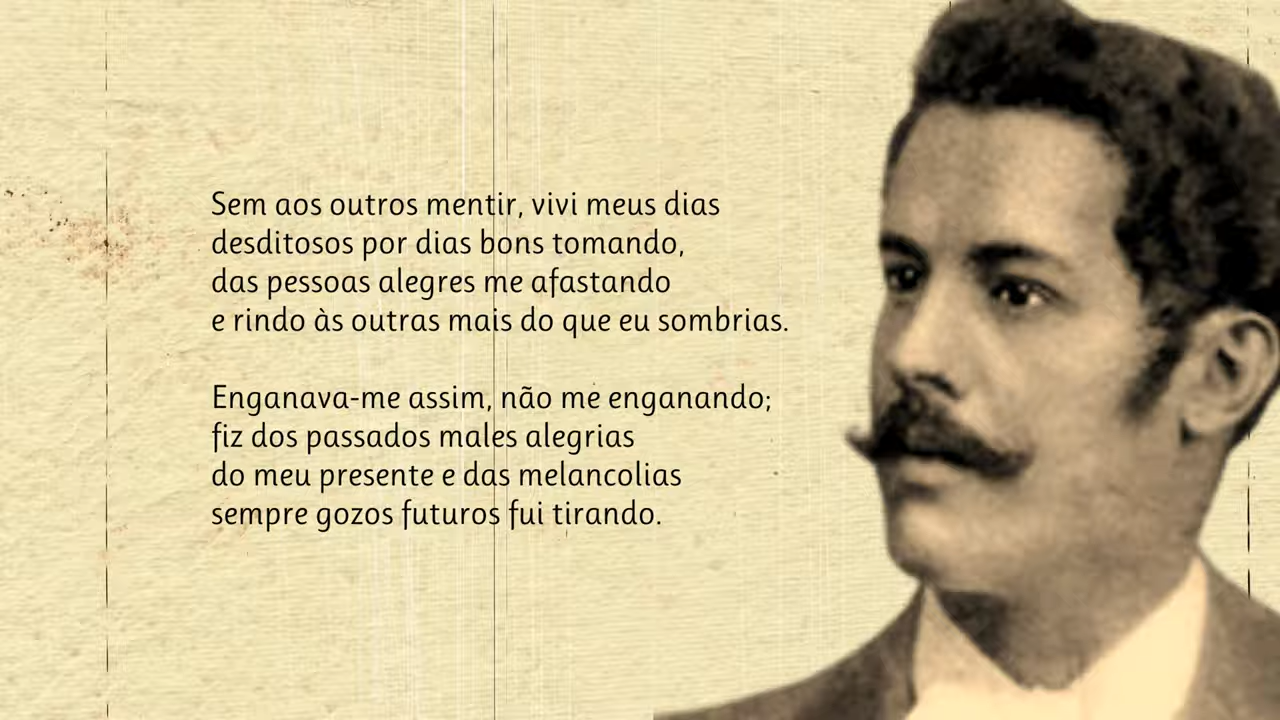 Sem aos outros mentir, vivi meus dias
desditosos por dias bons tomando,
das pessoas alegres me afastando
e rindo às outras mais do que eu sombrias.
Enganava-me assim, não me enganando;
fiz dos passados males alegrias
do meu presente e das melancolias
sempre gozos futuros fui tirando.